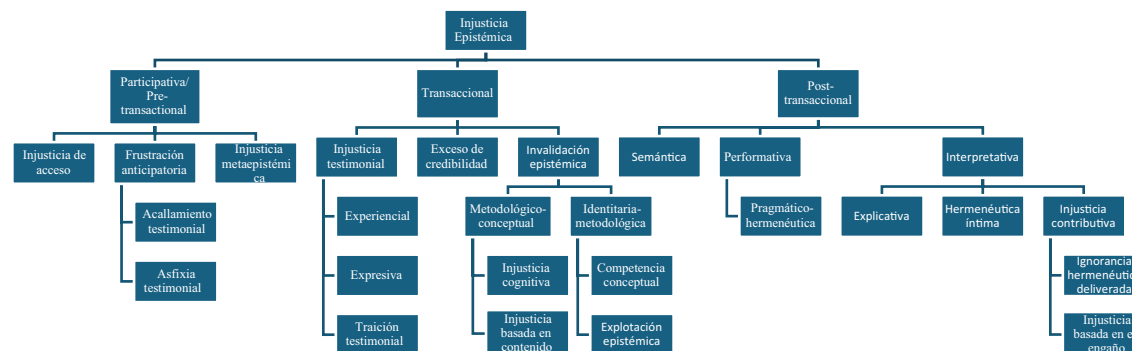 Injusticia
Epistémica
Participativa/
Pre-
transactional
Transaccional
Post-
transaccional
Injusticia de
acceso
Frustración
anticipatoria
Injusticia
metaepistémi
ca
Injusticia
testimonial
Exceso de
credibilidad
Invalidación
epistémica
Semántica
Performativa
Interpretativa
Acallamiento
testimonial
Asfixia
testimonial
Experiencial
Expresiva
Traición
testimonial
Metodológico-
conceptual
Injusticia
cognitiva
Injusticia
basada en
contenido
Identitaria-
metodológica
Competencia
conceptual
Explotación
epistémica
Pragmático-
hermenéutica
Explicativa
Hermenéutica
íntima
Injusticia
contributiva
Ignorancia
hermenéutic
deliverada
Injusticia
basada en e
engaño